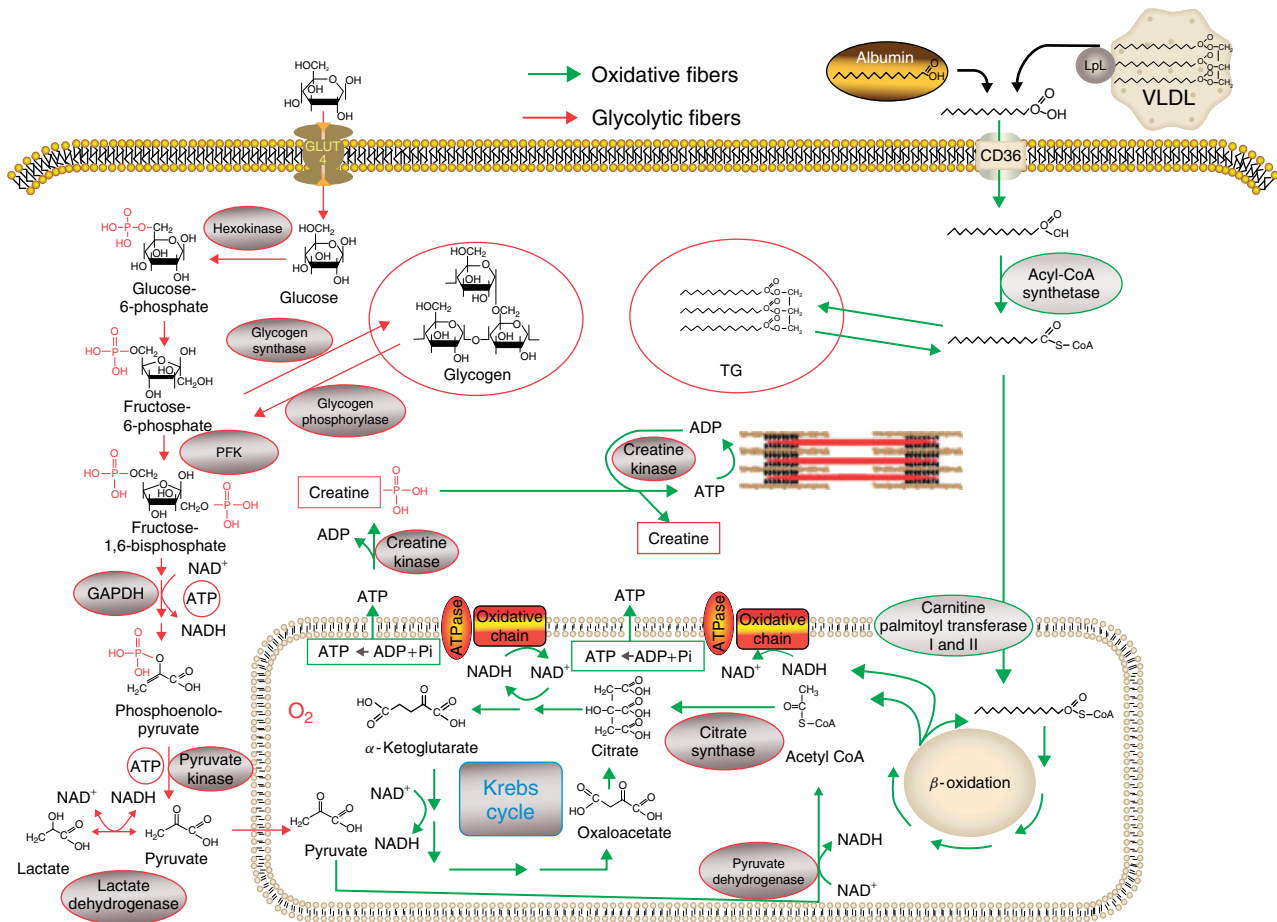 Oxidative fibers
Glycolytic fibers
Albumin
OH
LpL
VLDL
CD36
GLUT
4
Hexokinase
Glucose-
6-phosphate
Glucose
Glycogen
synthase
Glycogen
Glycogen
phosphorylase
TG
Acyl-CoA
synthetase
S–CoA
Fructose-
6-phosphate
PFK
Fructose-
1,6-bisphosphate
Creatine
ADP
Creatine
kinase
ATP
Creatine
ADP
Creatine
kinase
GAPDH
NAD+
ATP
NADH
ATP
ATP
ATPase
Oxidative
chain
ATP
ADP+Pi
NADH
NAD+
ATPase
Oxidative
chain
ATP
ADP+Pi
NAD+
NADH
Carnitine
palmitoyl transferase
I and II
Phosphoenolo-
pyruvate
O2
α-Ketoglutarate
Citrate
Citrate
synthase
Acetyl CoA
S–CoA
S–CoA
β-oxidation
ATP
Pyruvate
kinase
NAD+
NADH
Lactate
Pyruvate
Lactate
dehydrogenase
Pyruvate
NAD+
NADH
Krebs
cycle
Oxaloacetate
Pyruvate
dehydrogenase
NADH
NAD+